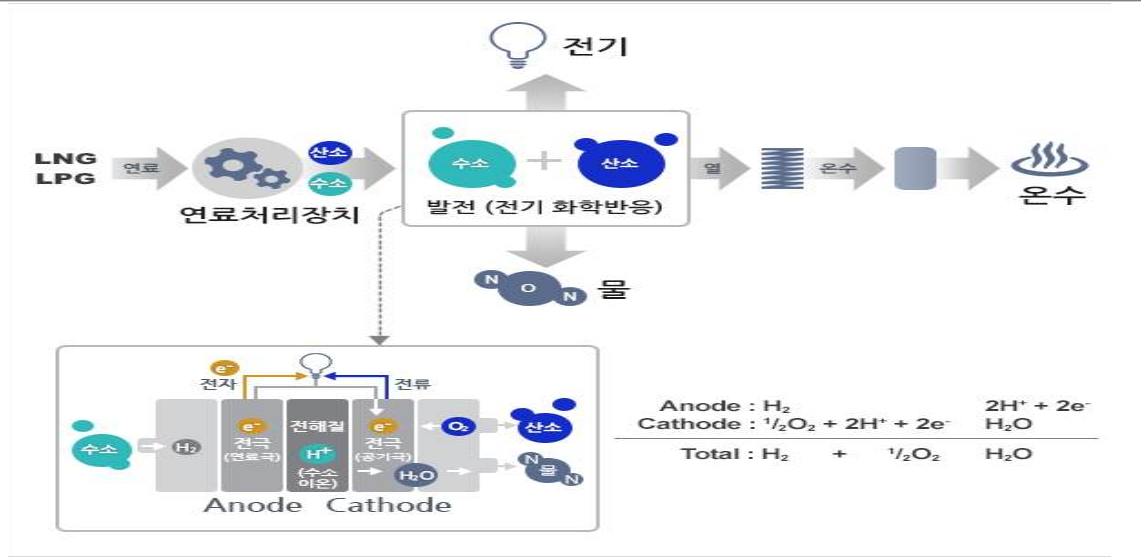 전기
LNG
LPG
연료
산소
수소
연료처리장치
수소 + 산소
발전 (전기 화학반응)
열
온수
온수
N O N 물
e⁻
전자
전류
수소
H₂
e⁻
전극
(연료극)
전해질
H⁺
(수소
이온)
e⁻
전극
(공기극)
O₂
산소
H₂O
N 물 N
Anode Cathode
Anode : H₂ 2H⁺ + 2e⁻
Cathode : ¹/₂O₂ + 2H⁺ + 2e⁻ H₂O
Total : H₂ + ¹/₂O₂ H₂O